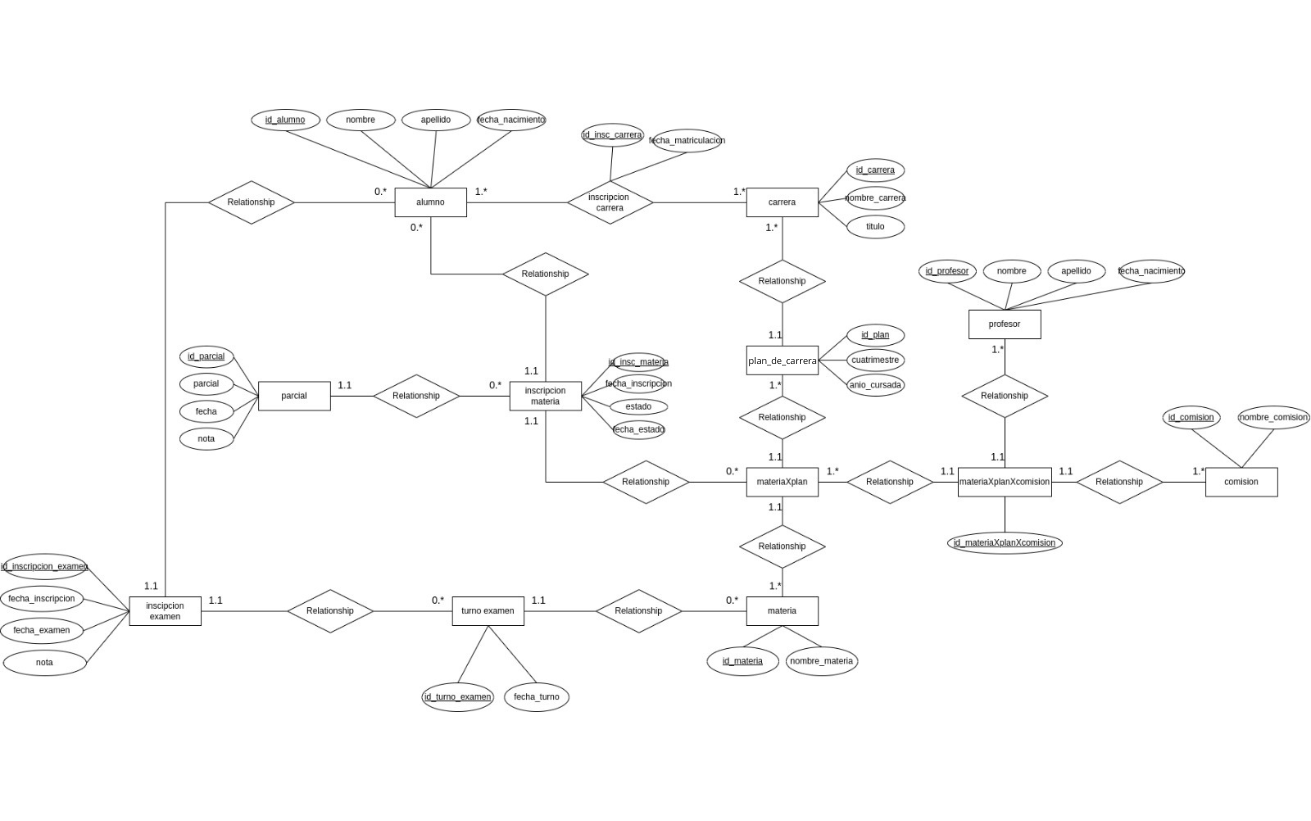 id_alumno
nombre
apellido
fecha_nacimiento
id_insc_carrera
fecha_matriculacion
id_carrera
nombre_carrera
titulo
Relationship
0.*
alumno
1.*
inscripcion
carrera
1.*
carrera
0.*
1.*
Relationship
Relationship
id_profesor
nombre
apellido
fecha_nacimiento
profesor
1.*
1.1
plan_de_carrera
id_plan
cuatrimestre
anio_cursada
1.*
id_parcial
parcial
fecha
nota
parcial
1.1
Relationship
0.*
1.1
inscripcion
materia
1.1
id_insc_materia
fecha_inscripcion
estado
fecha_estado
Relationship
Relationship
id_comision
nombre_comision
Relationship
0.*
1.1
materiaXplan
1.*
Relationship
1.1
1.1
materiaXplanXcomision
1.1
Relationship
1.*
comision
1.1
id_materiaXplanXcomision
Relationship
1.*
id_inscripcion_examen
fecha_inscripcion
fecha_examen
nota
1.1
inscipcion
examen
1.1
Relationship
0.*
turno examen
1.1
Relationship
0.*
materia
id_turno_examen
fecha_turno
id_materia
nombre_materia